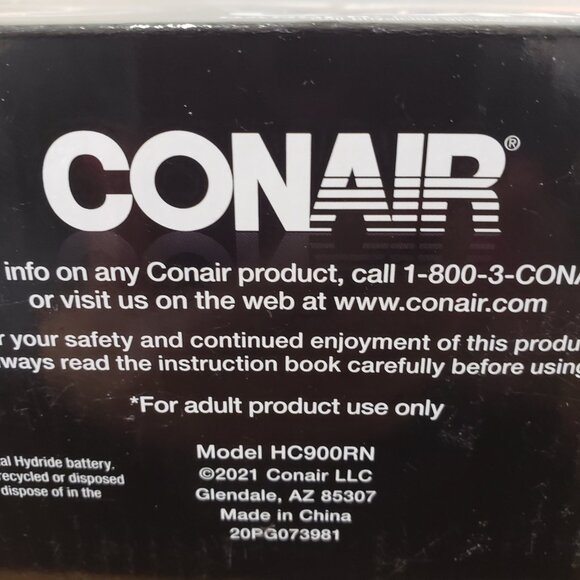 CONAIR®
info on any Conair product, call 1-800-3-CONA
or visit us on the web at www.conair.com
r your safety and continued enjoyment of this produ
ways read the instruction book carefully before using
*For adult product use only
Model HC900RN
©2021 Conair LLC
Glendale, AZ 85307
Made in China
20PG073981
al Hydride battery,
recycled or disposed
dispose of in the